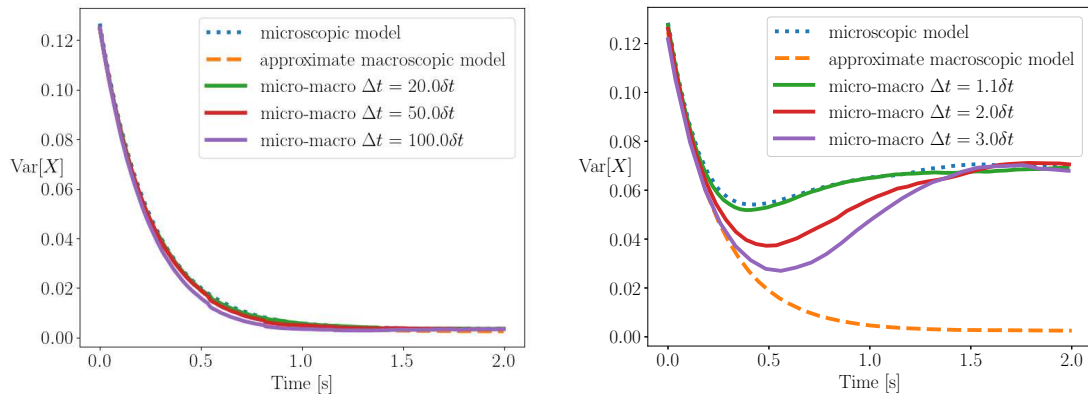 0.12
0.10
0.08
Var[X]
0.06
0.04
0.02
0.00
microscopic model
approximate macroscopic model
micro-macro Δt = 20.0δt
micro-macro Δt = 50.0δt
micro-macro Δt = 100.0δt
0.0 0.5 1.0 1.5 2.0
Time [s]
0.12
0.10
0.08
Var[X]
0.06
0.04
0.02
0.00
microscopic model
approximate macroscopic model
micro-macro Δt = 1.1δt
micro-macro Δt = 2.0δt
micro-macro Δt = 3.0δt
0.0 0.5 1.0 1.5 2.0
Time [s]